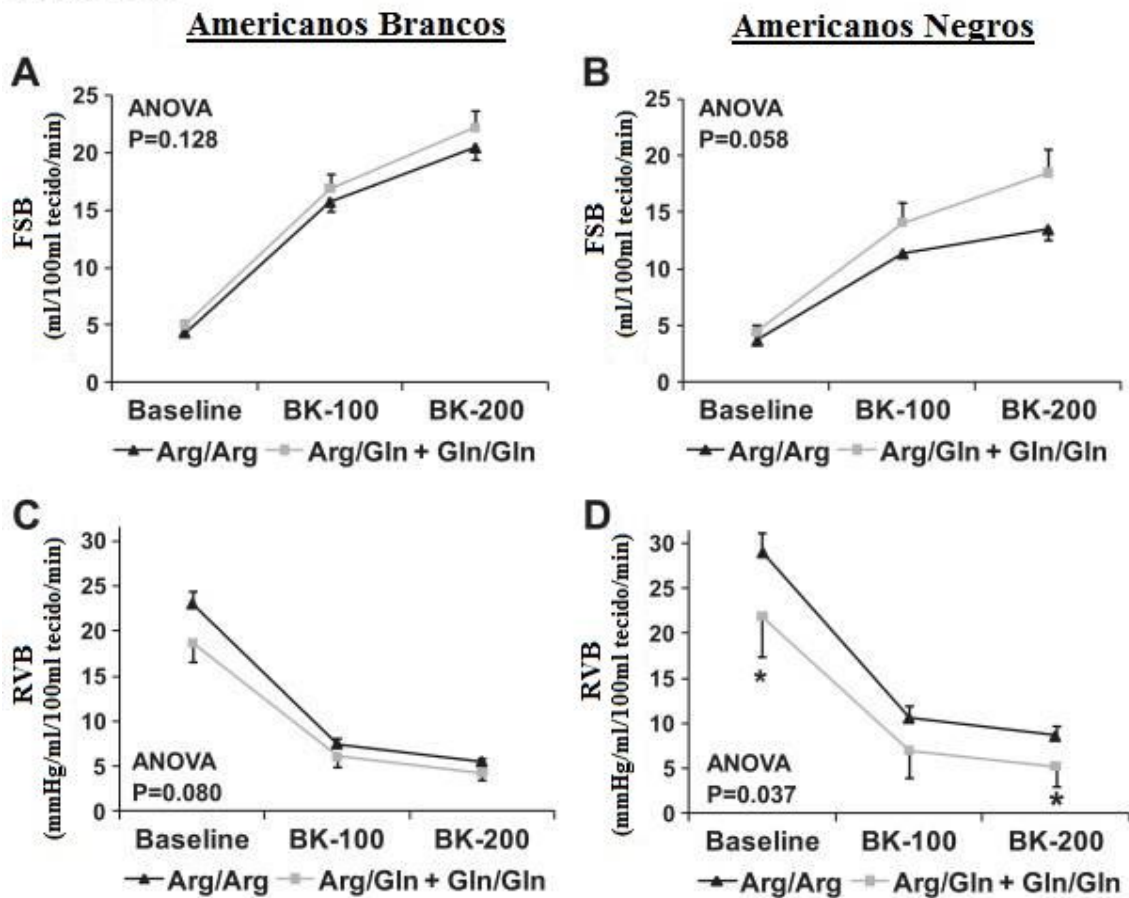 Americanos Brancos
Americanos Negros
A
ANOVA
P=0.128
FSB
(ml/100ml tecido/min)
25
20
15
10
5
0
Baseline BK-100 BK-200
Arg/Arg Arg/Gln + Gln/Gln
B
ANOVA
P=0.058
FSB
(ml/100ml tecido/min)
25
20
15
10
5
0
Baseline BK-100 BK-200
Arg/Arg Arg/Gln + Gln/Gln
C
RVB
(mmHg/ml/100ml tecido/min)
30
25
20
15
10
5
0
ANOVA
P=0.080
Baseline BK-100 BK-200
Arg/Arg Arg/Gln + Gln/Gln
D
RVB
(mmHg/ml/100ml tecido/min)
30
25
20
15
10
5
0
*
ANOVA
P=0.037
*
Baseline BK-100 BK-200
Arg/Arg Arg/Gln + Gln/Gln